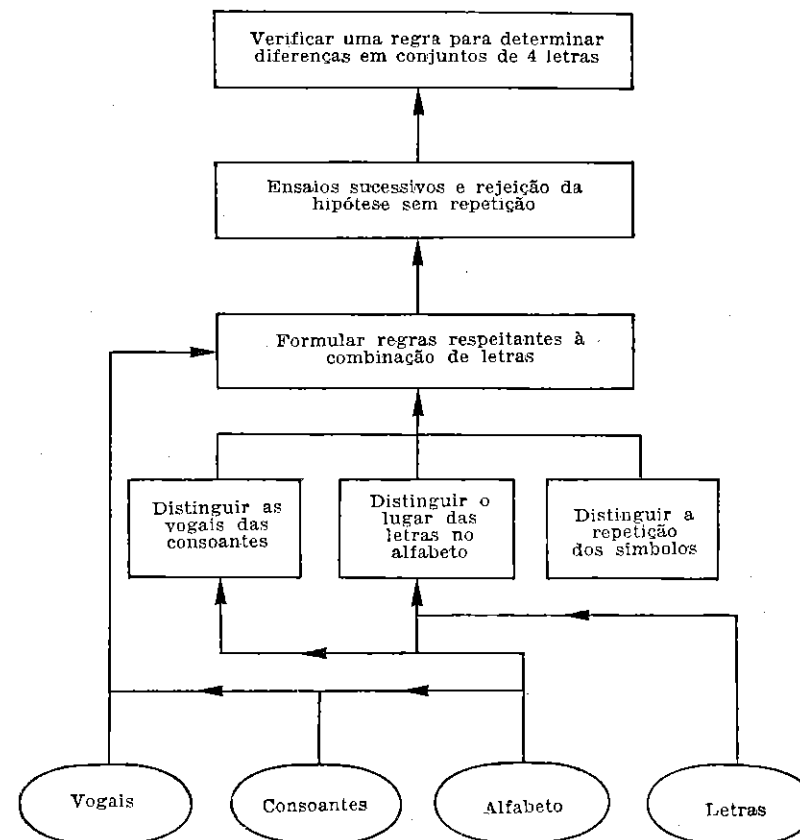 Verificar uma regra para determinar
diferenças em conjuntos de 4 letras
Ensaios sucessivos e rejeição da
hipótese sem repetição
Formular regras respeitantes à
combinação de letras
Distinguir as
vogais das
consoantes
Distinguir o
lugar das
letras no
alfabeto
Distinguir a
repetição
dos símbolos
Vogais
Consoantes
Alfabeto
Letras